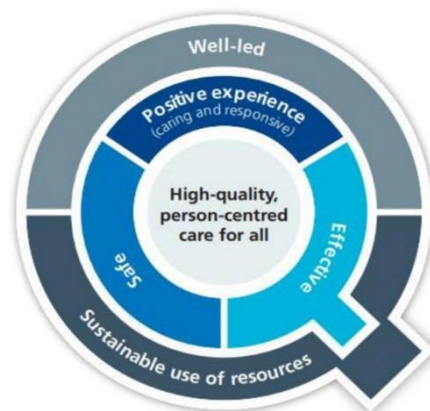 Well-led
Positive experience
(caring and responsive)
High-quality,
person-centred
care for all
Safe
Effective
Sustainable use of resources